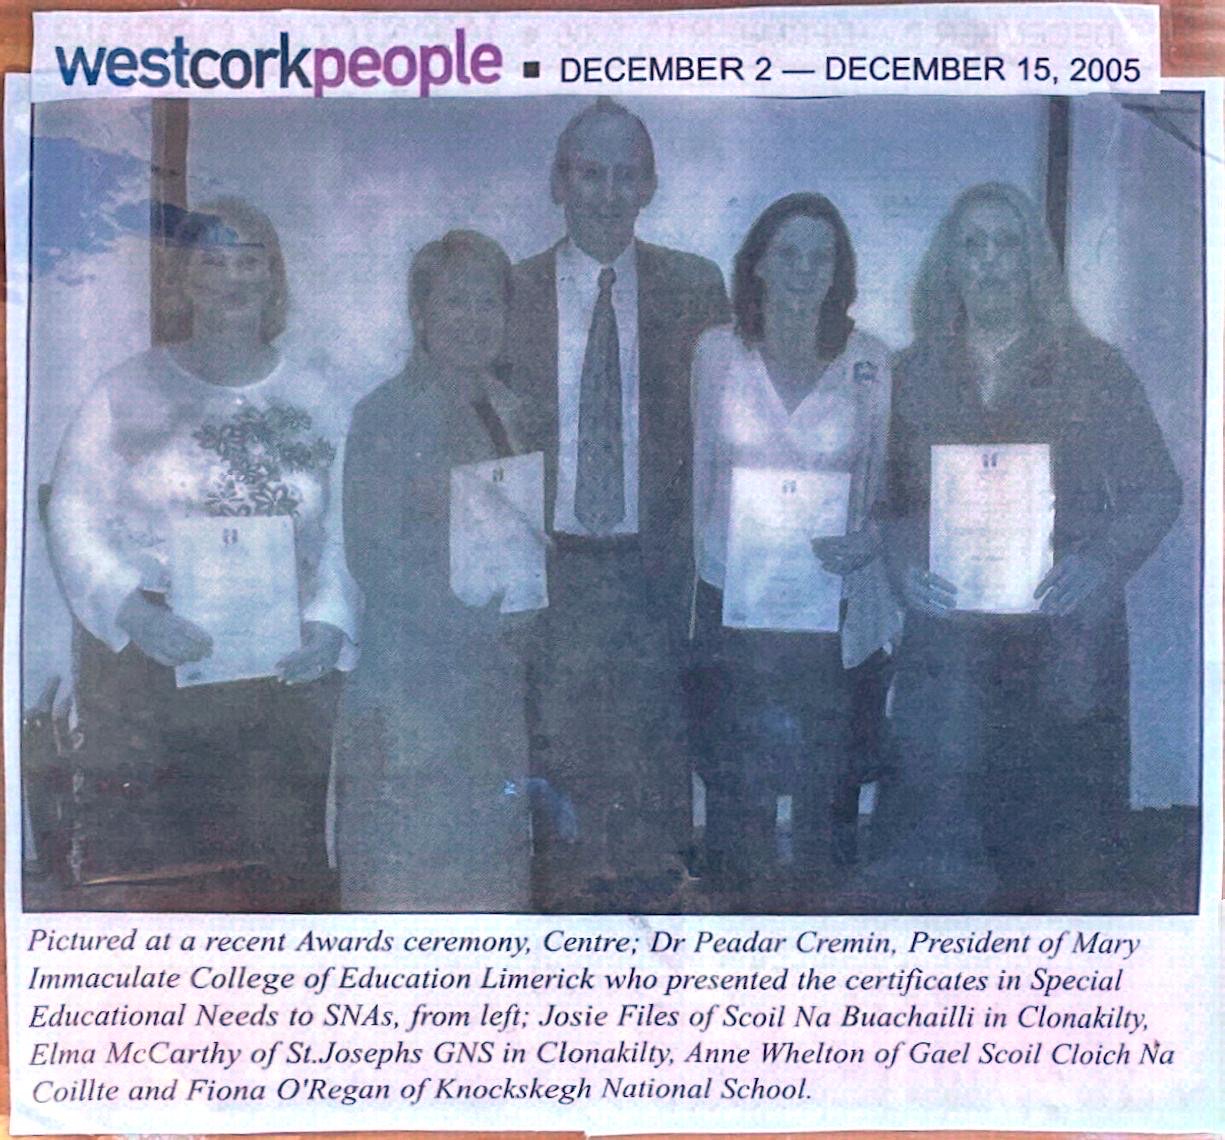 westcorkpeople ■ DECEMBER 2 — DECEMBER 15, 2005
Pictured at a recent Awards ceremony, Centre; Dr Peadar Cremin, President of Mary
Immaculate College of Education Limerick who presented the certificates in Special
Educational Needs to SNAs, from left; Josie Files of Scoil Na Buachailli in Clonakilty,
Elma McCarthy of St.Josephs GNS in Clonakilty, Anne Whelton of Gael Scoil Cloich Na
Coillte and Fiona O'Regan of Knockskegh National School.